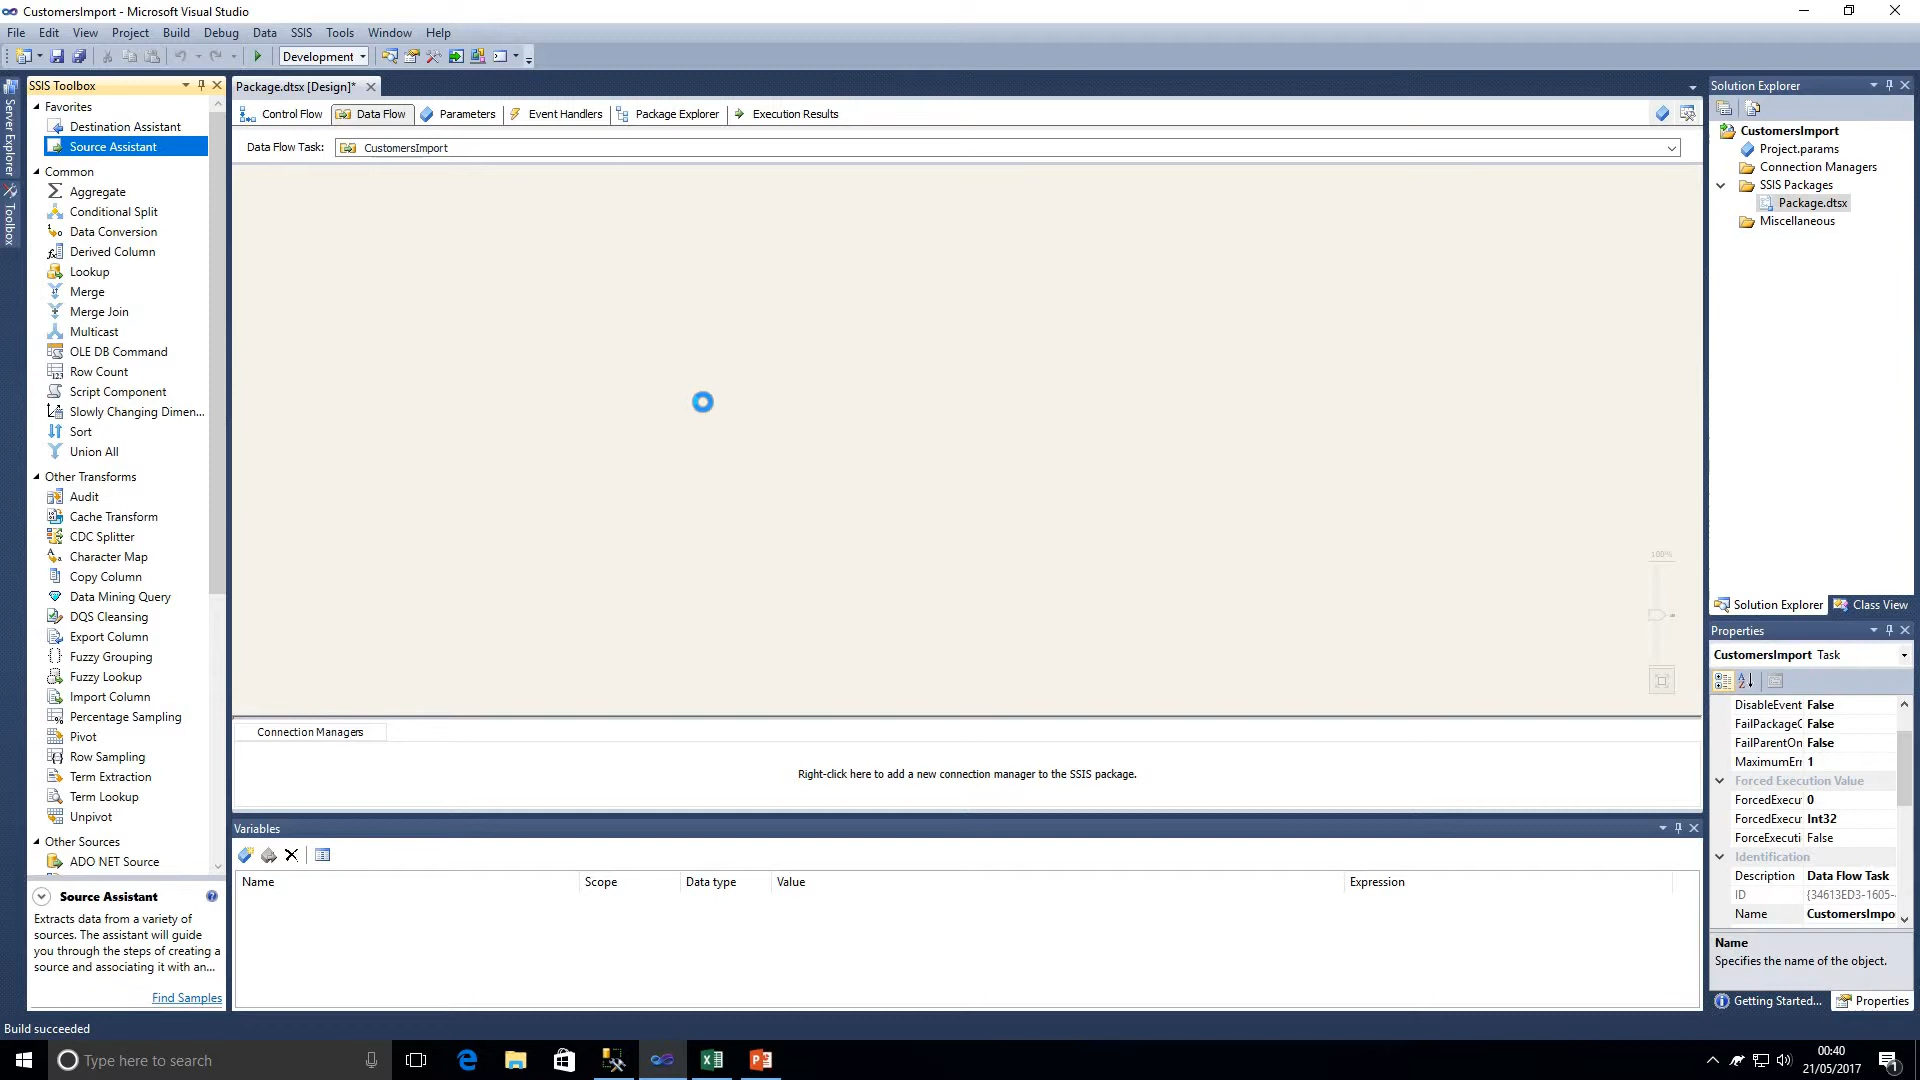 CustomersImport - Microsoft Visual Studio
File Edit View Project Build Debug Data SSIS Tools Window Help
Development
Server Explorer
Toolbox
SSIS Toolbox
Favorites
Destination Assistant
Source Assistant
Common
Aggregate
Conditional Split
Data Conversion
Derived Column
Lookup
Merge
Merge Join
Multicast
OLE DB Command
Row Count
Script Component
Slowly Changing Dimen...
Sort
Union All
Other Transforms
Audit
Cache Transform
CDC Splitter
Character Map
Copy Column
Data Mining Query
DQS Cleansing
Export Column
Fuzzy Grouping
Fuzzy Lookup
Import Column
Percentage Sampling
Pivot
Row Sampling
Term Extraction
Term Lookup
Unpivot
Other Sources
ADO NET Source
Source Assistant
Extracts data from a variety of
sources. The assistant will guide
you through the steps of creating a
source and associating it with an...
Find Samples
Package.dtsx [Design]*
Control Flow Data Flow Parameters Event Handlers Package Explorer Execution Results
Data Flow Task: CustomersImport
100%
Connection Managers
Right-click here to add a new connection manager to the SSIS package.
Variables
Name Scope Data type Value Expression
Solution Explorer
CustomersImport
Project.params
Connection Managers
SSIS Packages
Package.dtsx
Miscellaneous
Solution Explorer Class View
Properties
CustomersImport Task
DisableEvent False
FailPackageC False
FailParentOn False
MaximumErr 1
Forced Execution Value
ForcedExecu 0
ForcedExecu Int32
ForceExecuti False
Identification
Description Data Flow Task
ID {34613ED3-1605-
Name CustomersImpo
Name
Specifies the name of the object.
Getting Started... Properties
Build succeeded
Type here to search
00:40
21/05/2017
1